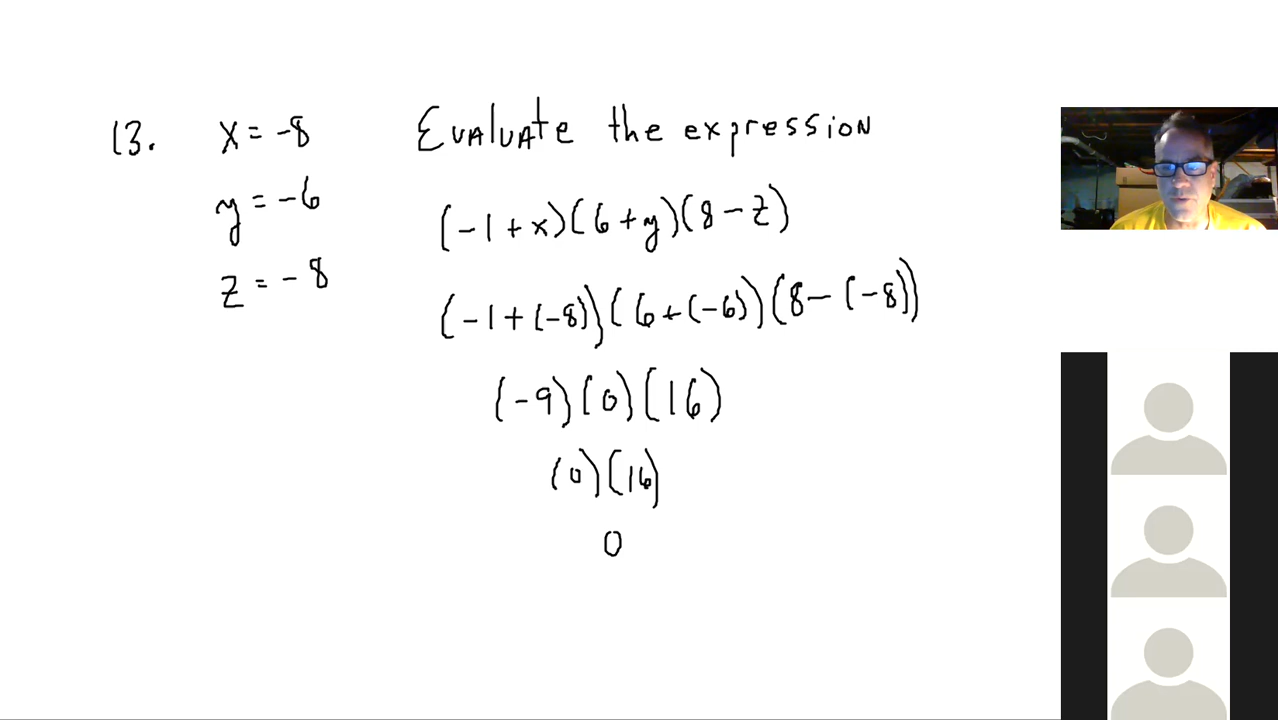 13. x = -8 Evaluate the expression
y = -6 (-1 + x)(6 + y)(8 - z)
z = -8 (-1 + (-8))(6 + (-6))(8 - (-8))
(-9)(0)(16)
(0)(16)
0